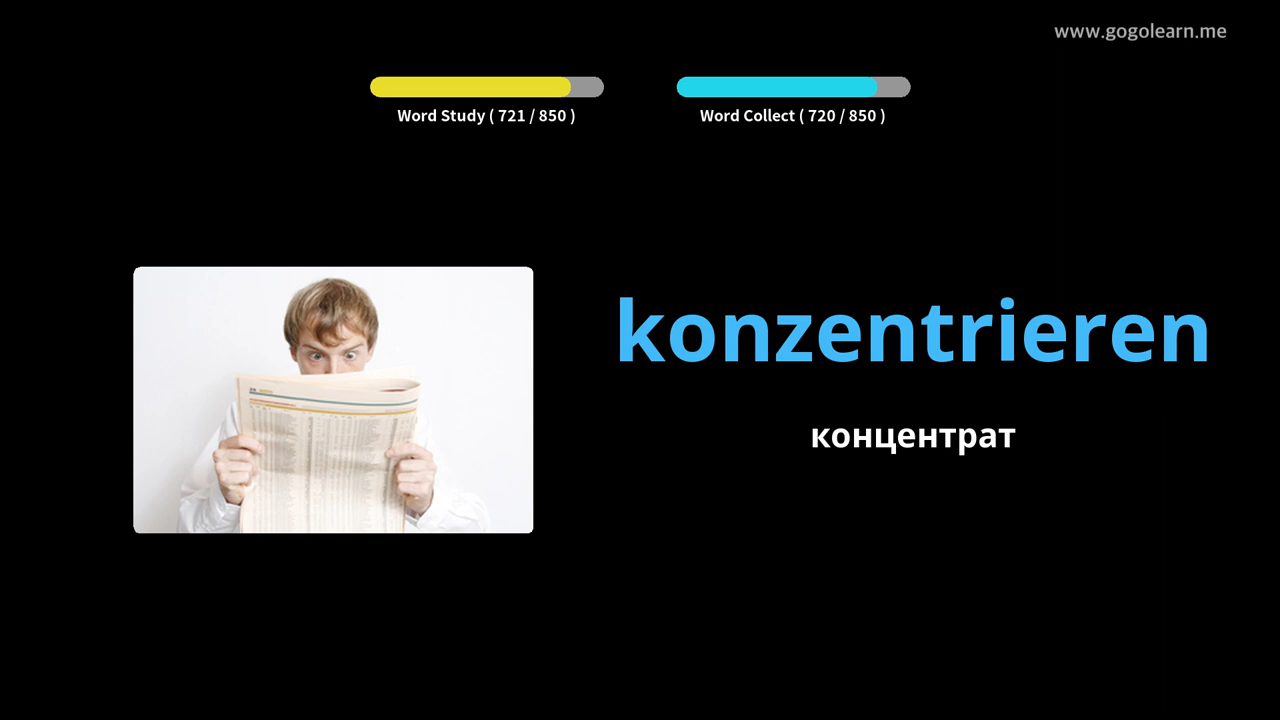 www.gogolearn.me
Word Study ( 721 / 850 )
Word Collect ( 720 / 850 )
konzentrieren
концентрат